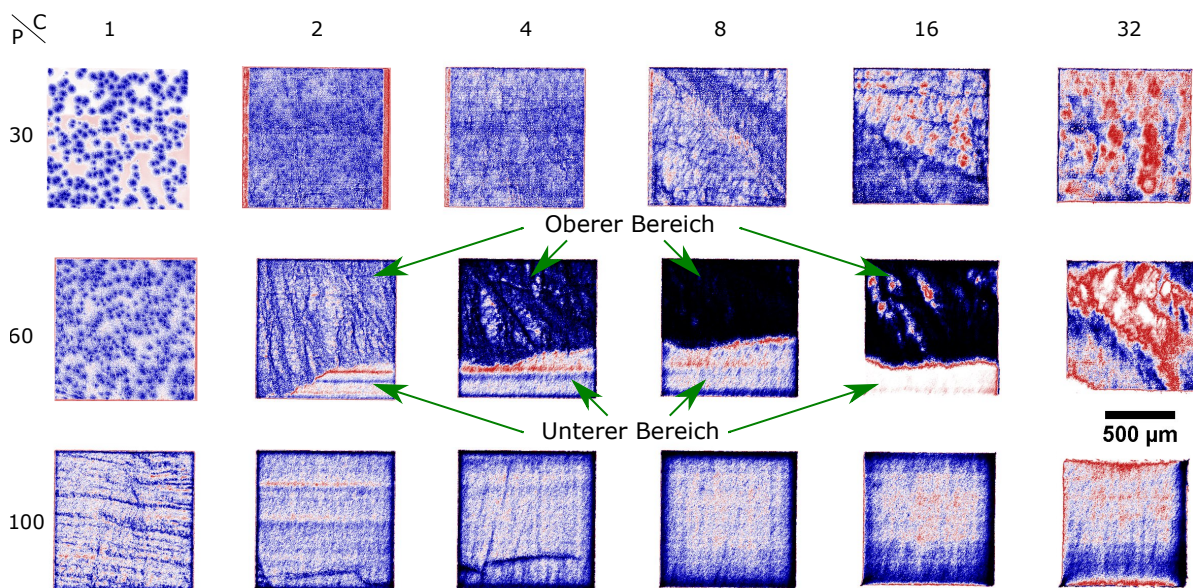 C
P
1 2 4 8 16 32
30
Oberer Bereich
60
Unterer Bereich
500 µm
100